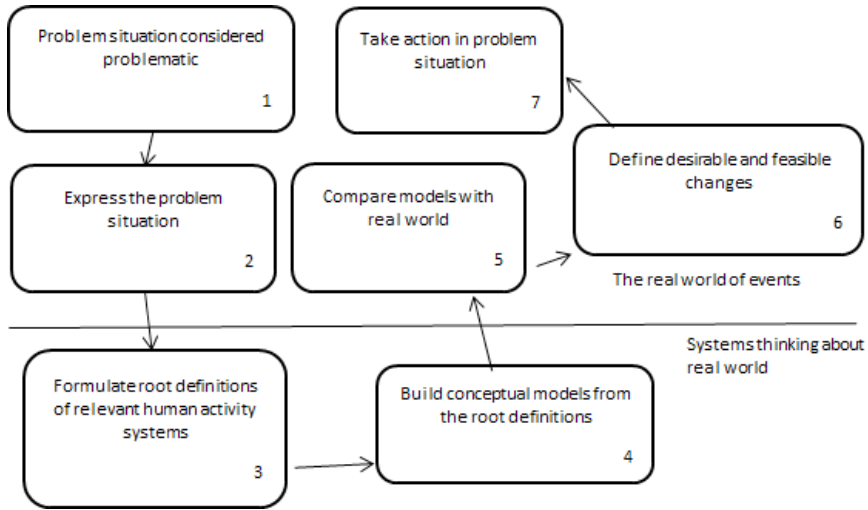 Problem situation considered
problematic
1
Express the problem
situation
2
Formulate root definitions
of relevant human activity
systems
3
Build conceptual models from
the root definitions
4
Compare models with
real world
5
Define desirable and feasible
changes
6
Take action in problem
situation
7
The real world of events
Systems thinking about
real world